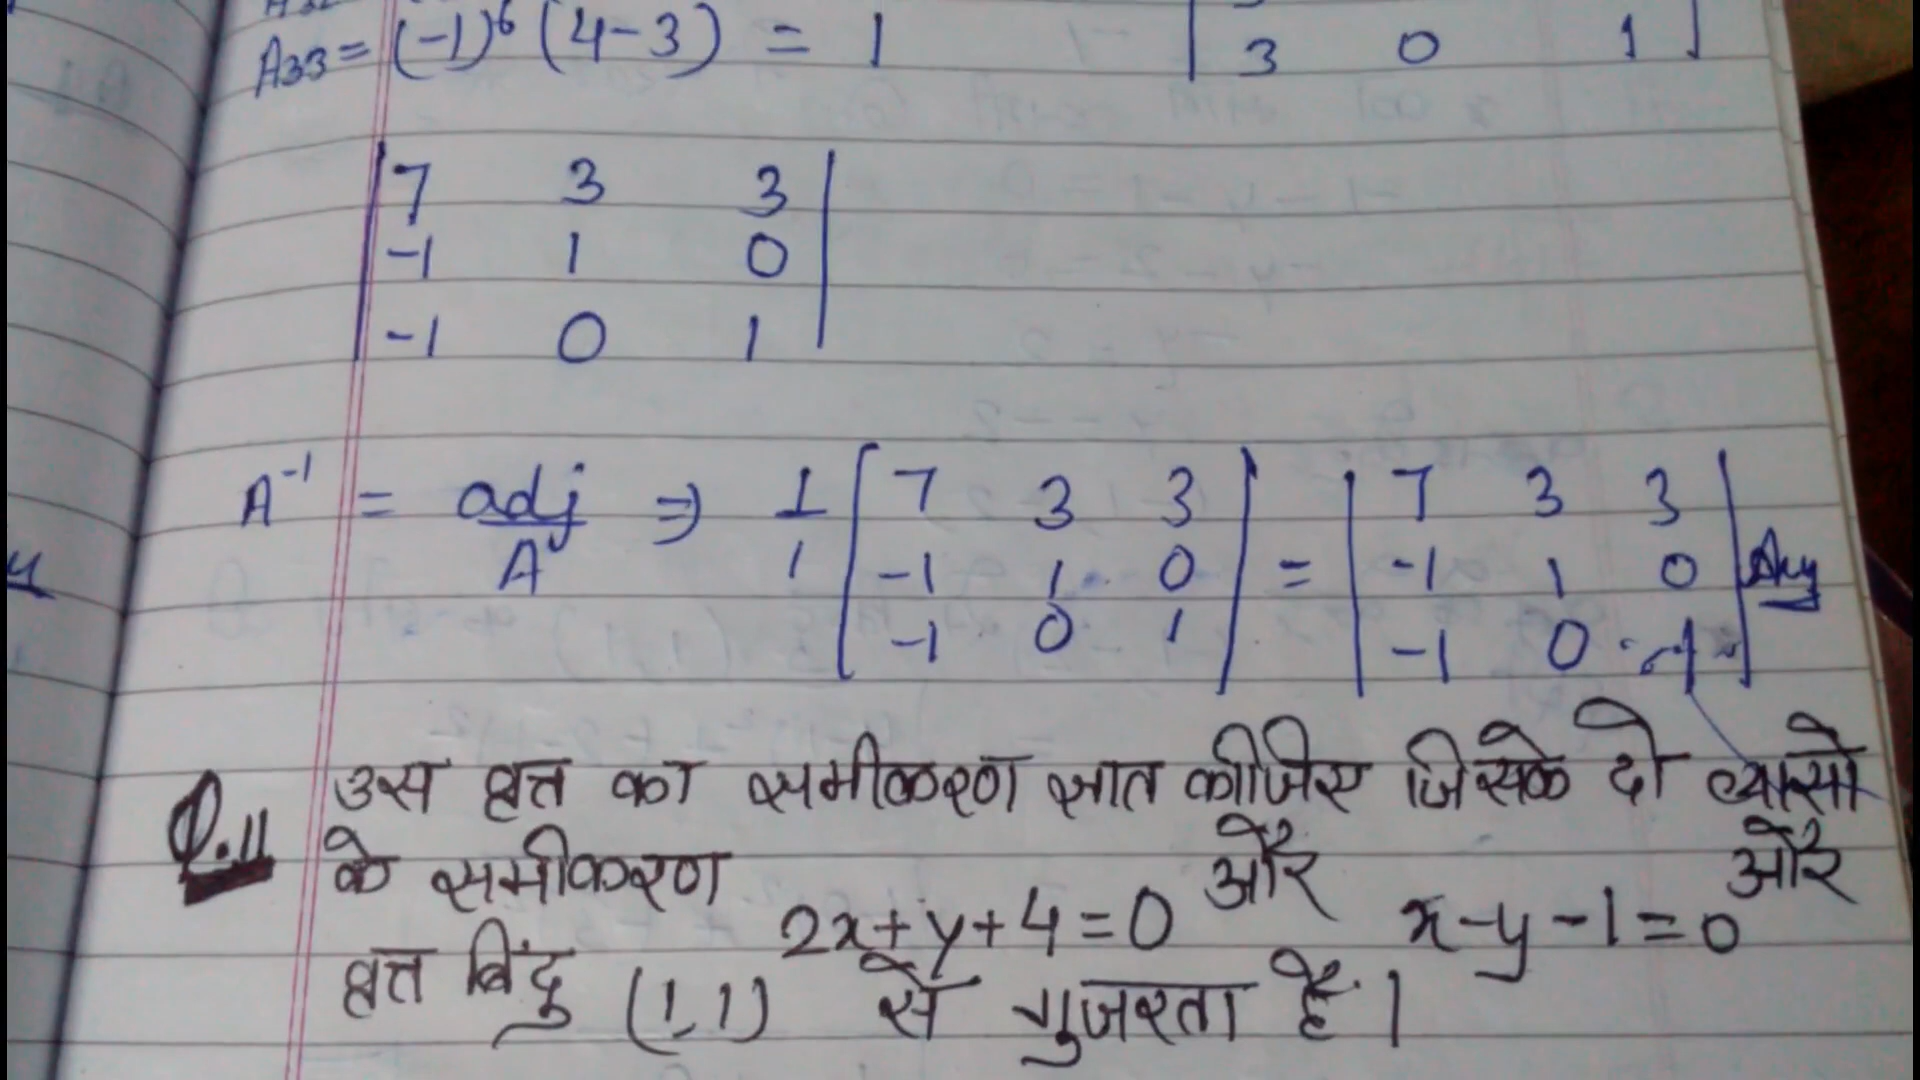 A33 = (-1)⁶ (4-3) = 1
3 0 1
7 3 3
-1 1 0
-1 0 1
A⁻¹ = adj/A ⇒ 1/1 [7 3 3 | = | 7 3 3 |
-1 1 0 -1 1 0 Ans
-1 0 1 -1 0 1
Q.11 उस वृत्त का समीकरण ज्ञात कीजिए जिसके दो व्यासो
के समीकरण 2x+y+4=0 और x-y-1=0 और
वृत्त बिंदु (1,1) से गुजरता है।